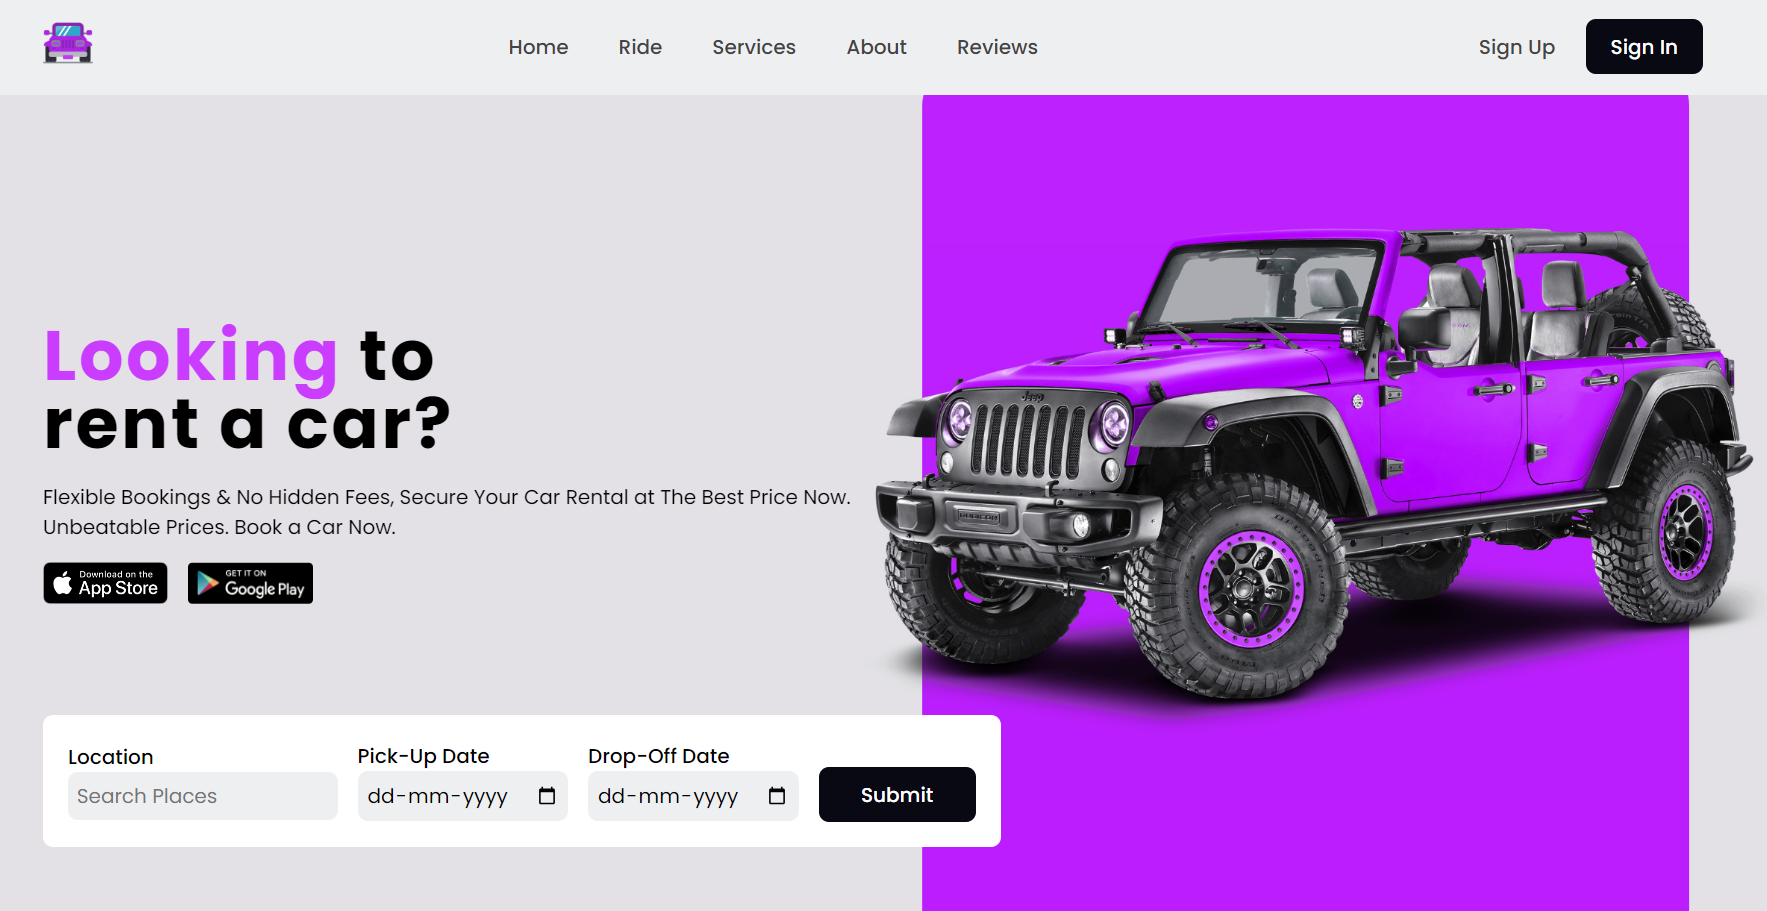 Home
Ride
Services
About
Reviews
Sign Up
Sign In
Looking to
rent a car?
Flexible Bookings & No Hidden Fees, Secure Your Car Rental at The Best Price Now.
Unbeatable Prices. Book a Car Now.
Download on the
App Store
GET IT ON
Google Play
Jeep
RUBICON
Location
Search Places
Pick-Up Date
dd-mm-yyyy
Drop-Off Date
dd-mm-yyyy
Submit